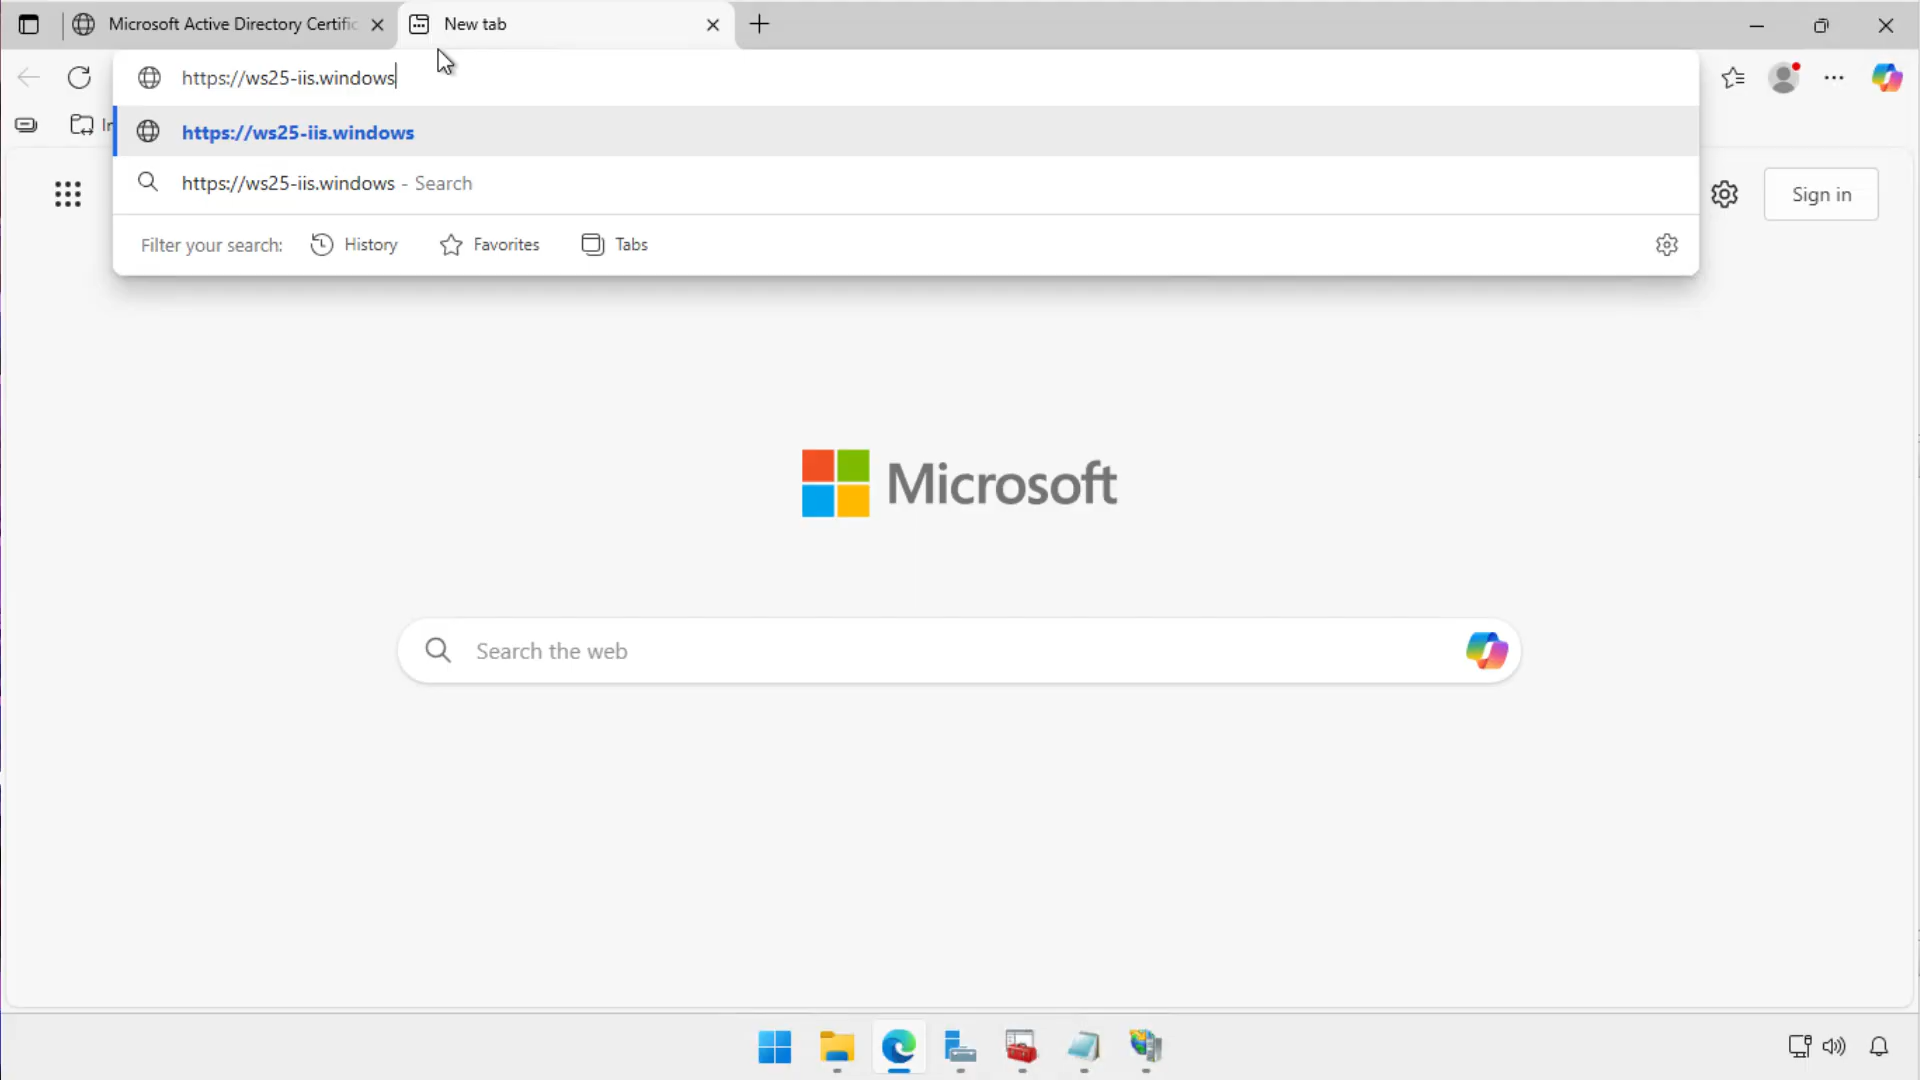 Microsoft Active Directory Certific
New tab
https://ws25-iis.windows
https://ws25-iis.windows
https://ws25-iis.windows - Search
Filter your search:
History
Favorites
Tabs
Sign in
Microsoft
Search the web